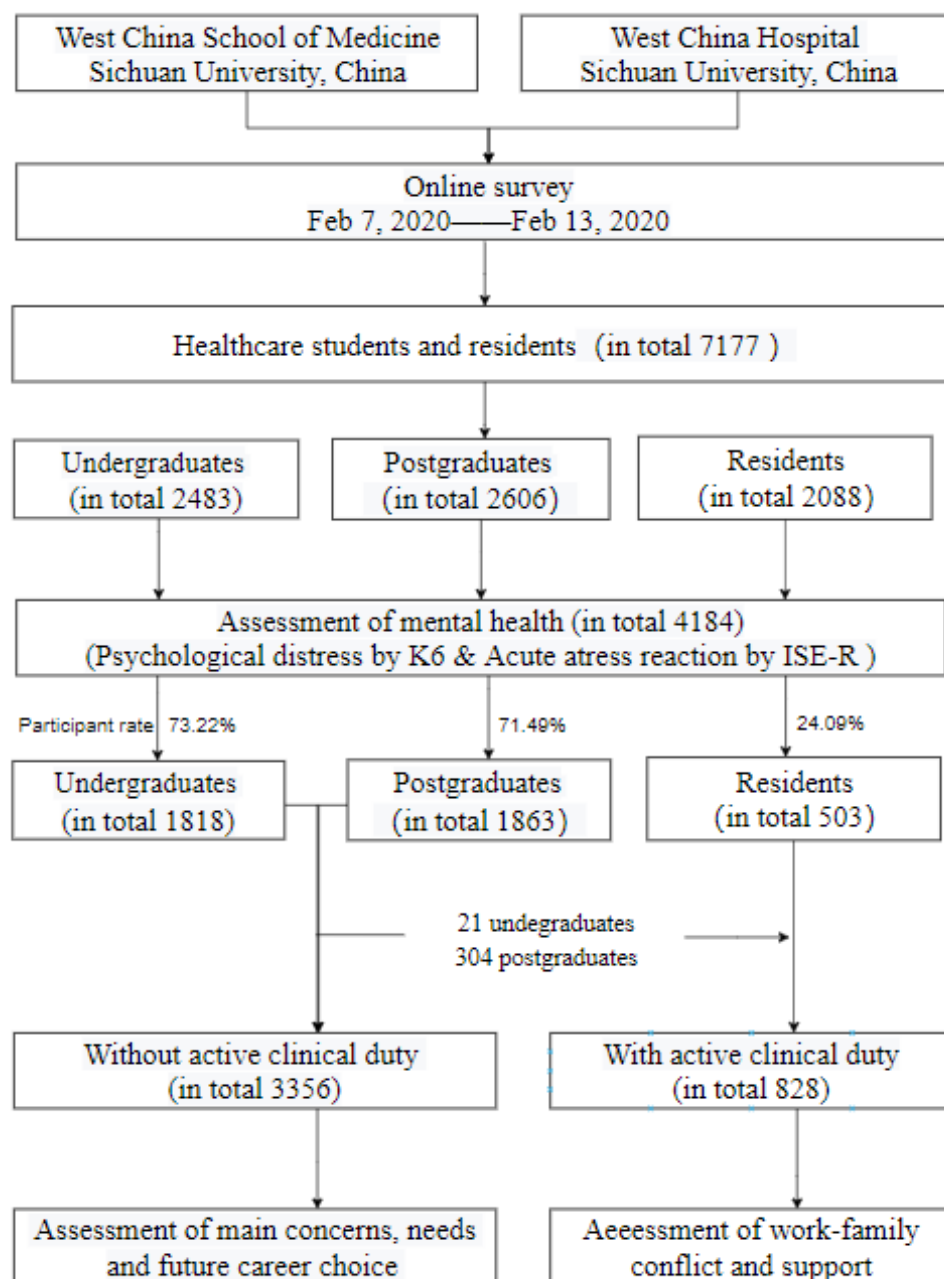 West China School of Medicine
Sichuan University, China
West China Hospital
Sichuan University, China
Online survey
Feb 7, 2020——Feb 13, 2020
Healthcare students and residents (in total 7177 )
Undergraduates
(in total 2483)
Postgraduates
(in total 2606)
Residents
(in total 2088)
Assessment of mental health (in total 4184)
(Psychological distress by K6 & Acute atress reaction by ISE-R )
Participant rate 73.22%
71.49%
24.09%
Undergraduates
(in total 1818)
Postgraduates
(in total 1863)
Residents
(in total 503)
21 undegraduates
304 postgraduates
Without active clinical duty
(in total 3356)
With active clinical duty
(in total 828)
Assessment of main concerns, needs
and future career choice
Aeeessment of work-family
conflict and support